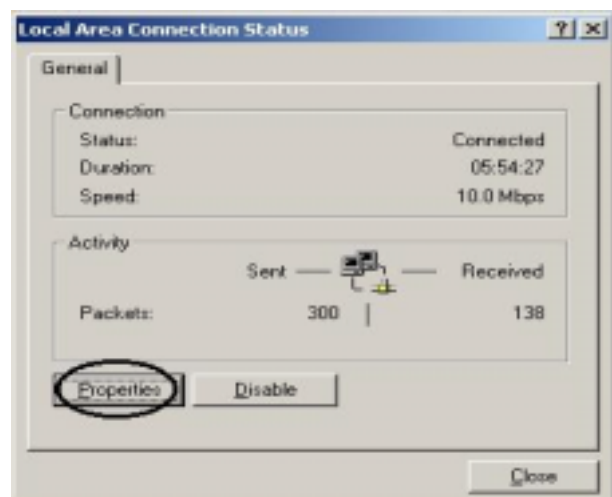 Local Area Connection Status
General
Connection
Status: Connected
Duration: 05:54:27
Speed: 10.0 Mbps
Activity
Sent Received
Packets: 300 138
Properties Disable
Close